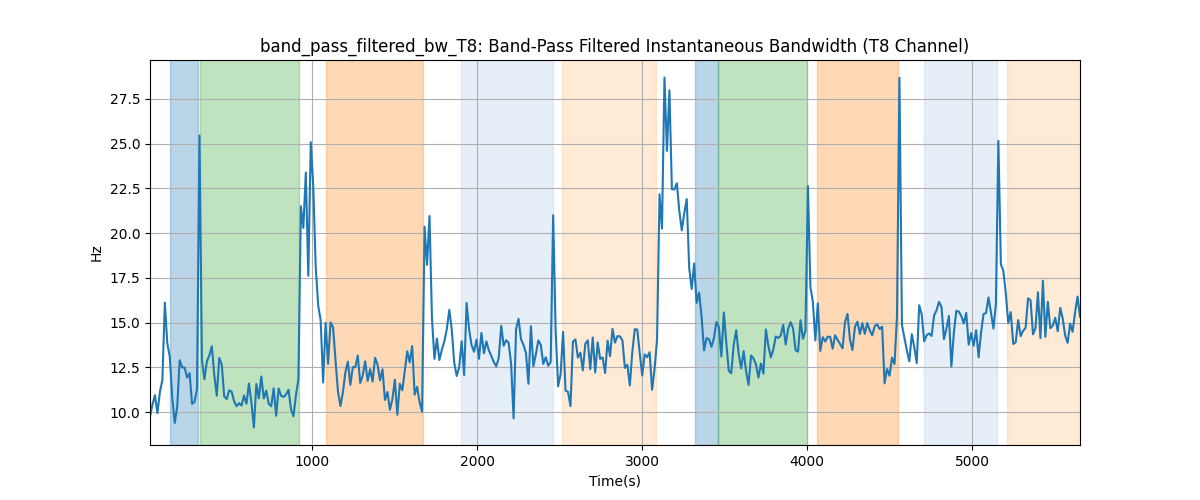 band_pass_filtered_bw_T8: Band-Pass Filtered Instantaneous Bandwidth (T8 Channel)
Hz
27.5
25.0
22.5
20.0
17.5
15.0
12.5
10.0
1000 2000 3000 4000 5000
Time(s)